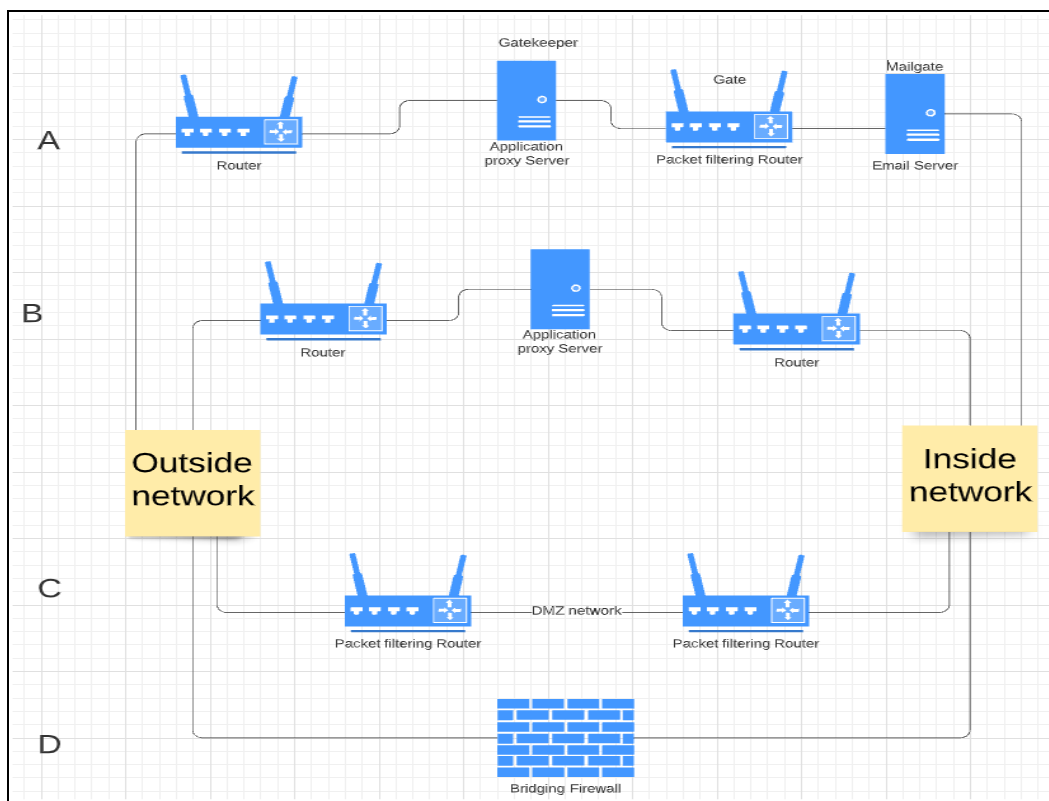 Gatekeeper
Mailgate
Gate
A
Router
Application
proxy Server
Packet filtering Router
Email Server
B
Router
Application
proxy Server
Router
Outside
network
Inside
network
C
DMZ network
Packet filtering Router
Packet filtering Router
D
Bridging Firewall